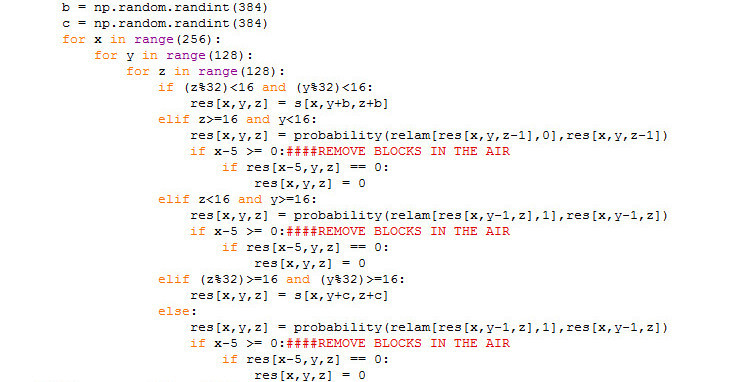 b = np.random.randint(384)
c = np.random.randint(384)
for x in range(256):
    for y in range(128):
        for z in range(128):
            if (z%32)<16 and (y%32)<16:
                res[x,y,z] = s[x,y+b,z+b]
            elif z>=16 and y<16:
                res[x,y,z] = probability(relam[res[x,y,z-1],0],res[x,y,z-1])
                if x-5 >= 0:####REMOVE BLOCKS IN THE AIR
                    if res[x-5,y,z] == 0:
                        res[x,y,z] = 0
            elif z<16 and y>=16:
                res[x,y,z] = probability(relam[res[x,y-1,z],1],res[x,y-1,z])
                if x-5 >= 0:####REMOVE BLOCKS IN THE AIR
                    if res[x-5,y,z] == 0:
                        res[x,y,z] = 0
            elif (z%32)>=16 and (y%32)>=16:
                res[x,y,z] = s[x,y+c,z+c]
            else:
                res[x,y,z] = probability(relam[res[x,y-1,z],1],res[x,y-1,z])
                if x-5 >= 0:####REMOVE BLOCKS IN THE AIR
                    if res[x-5,y,z] == 0:
                        res[x,y,z] = 0